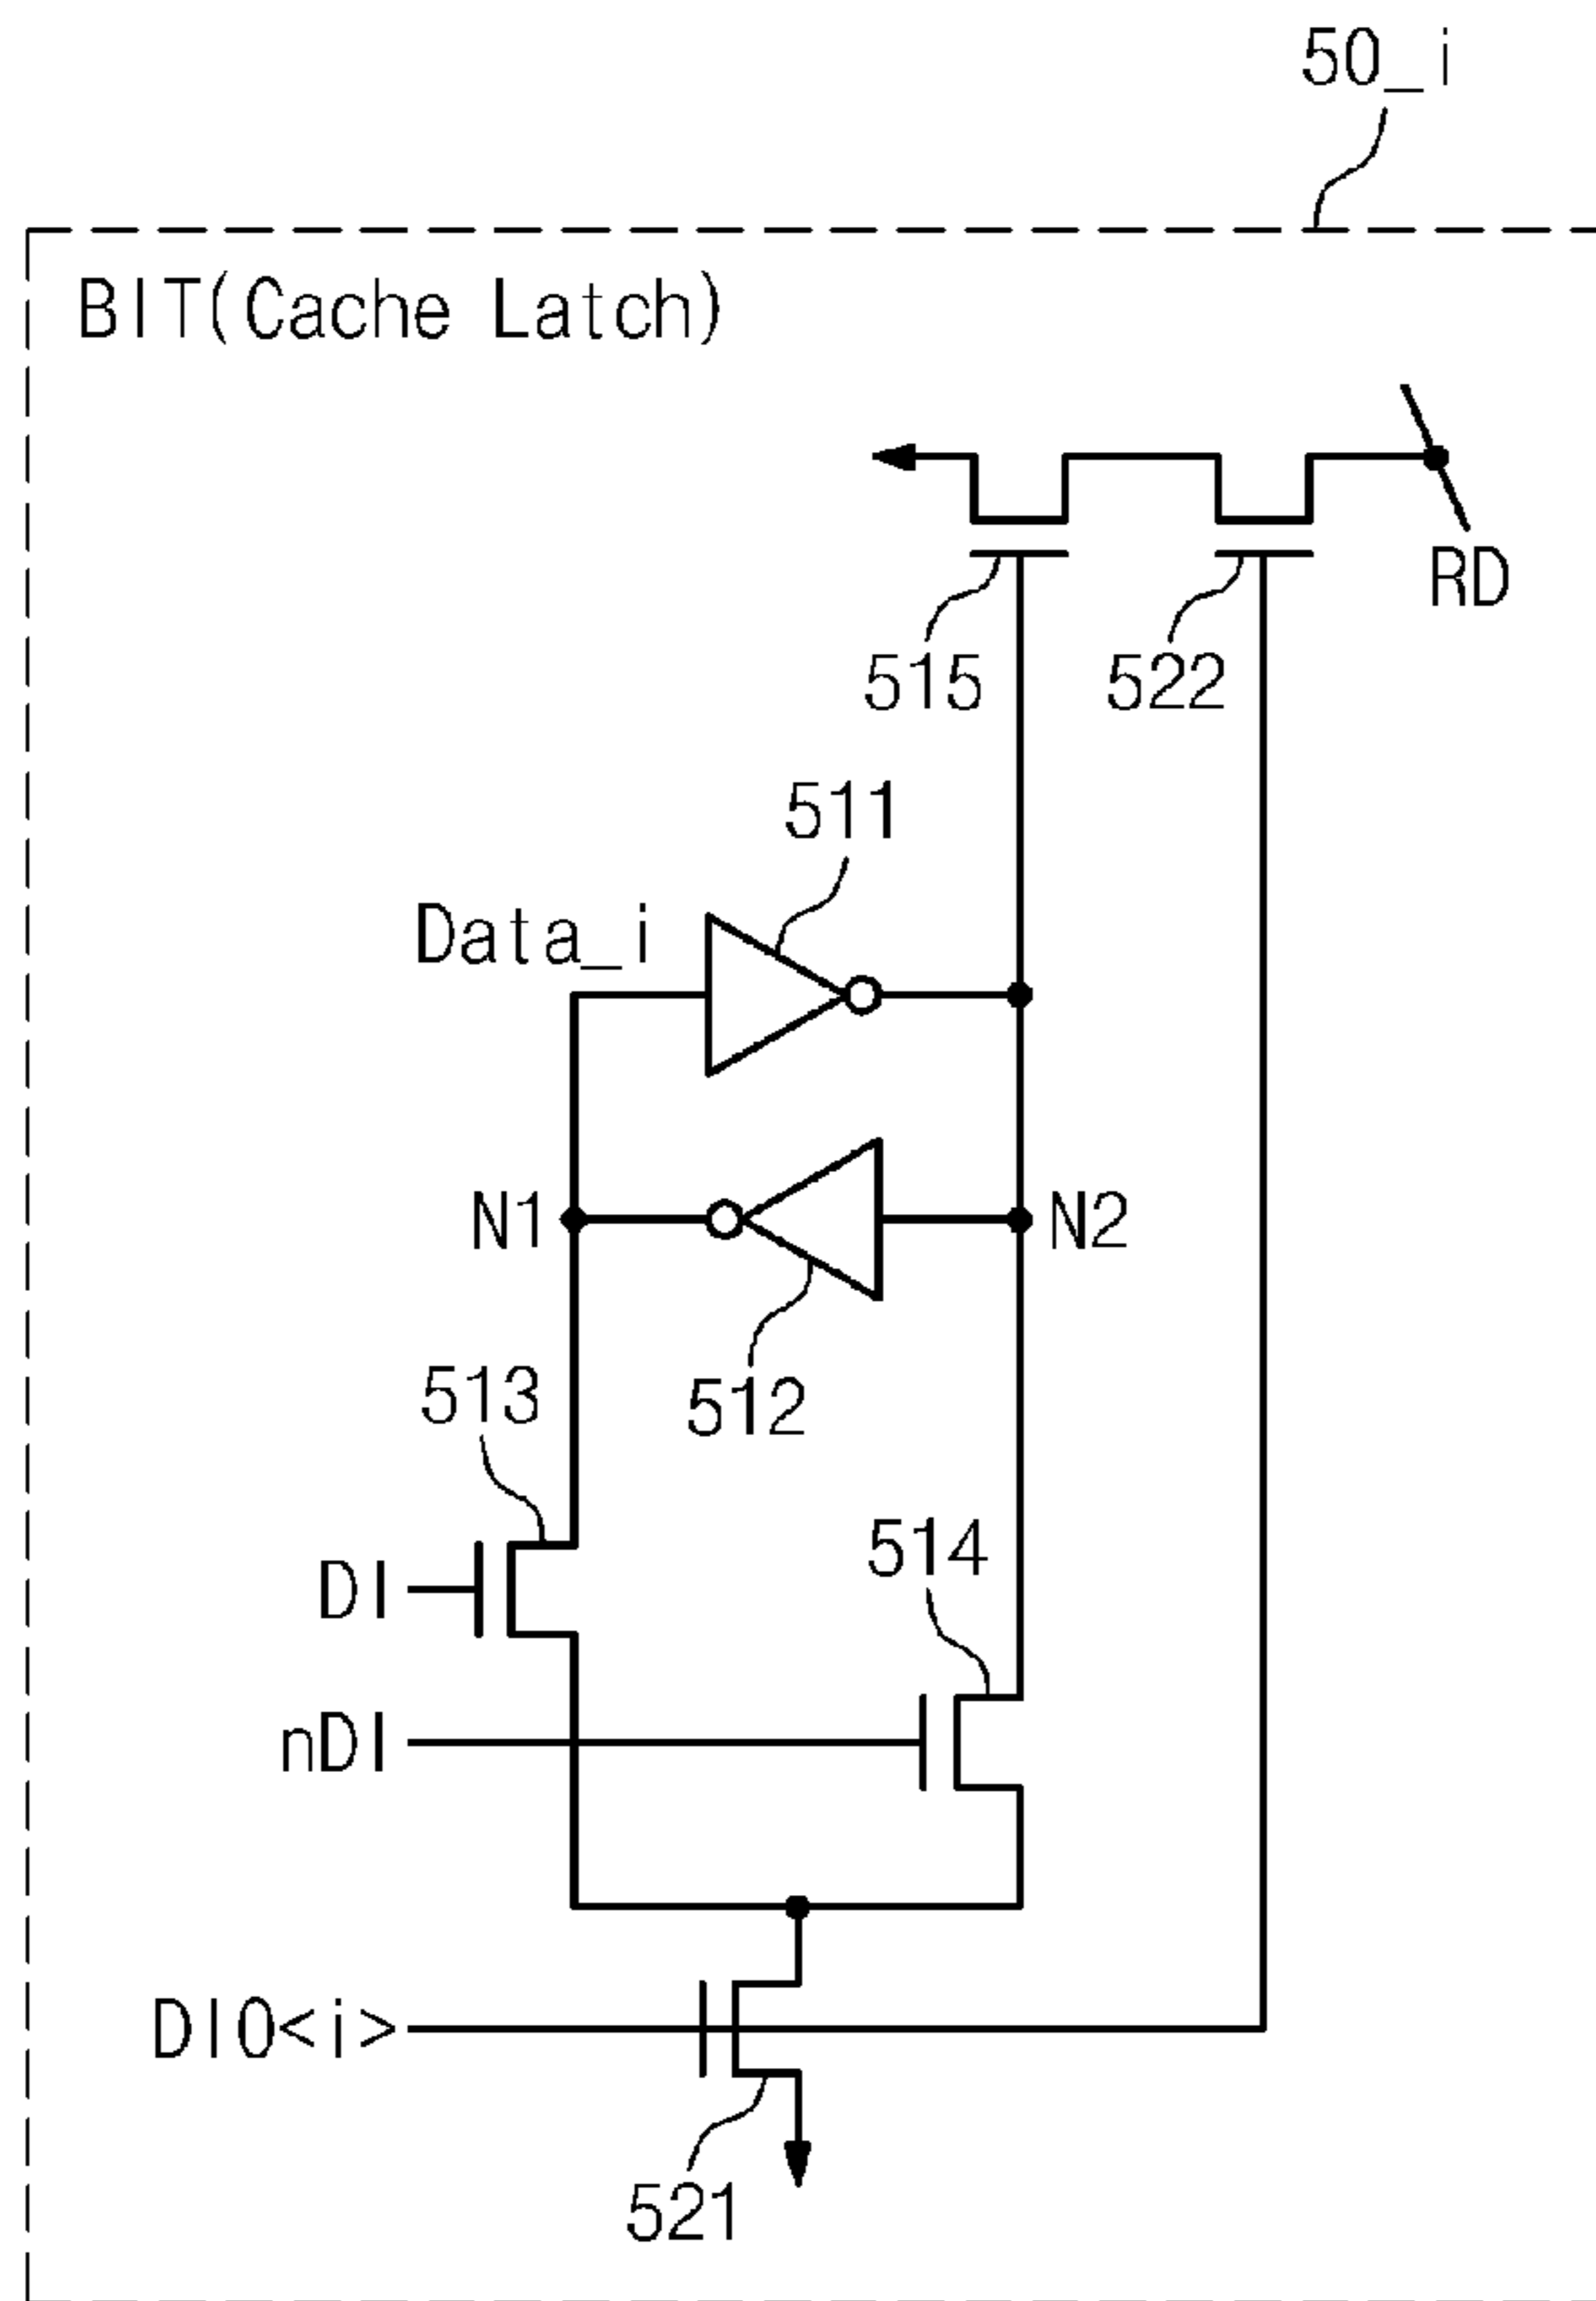 50_i
BIT(Cache Latch)
RD
515
522
511
Data_i
N1
N2
513
512
514
DI
nDI
DIO<i>
521